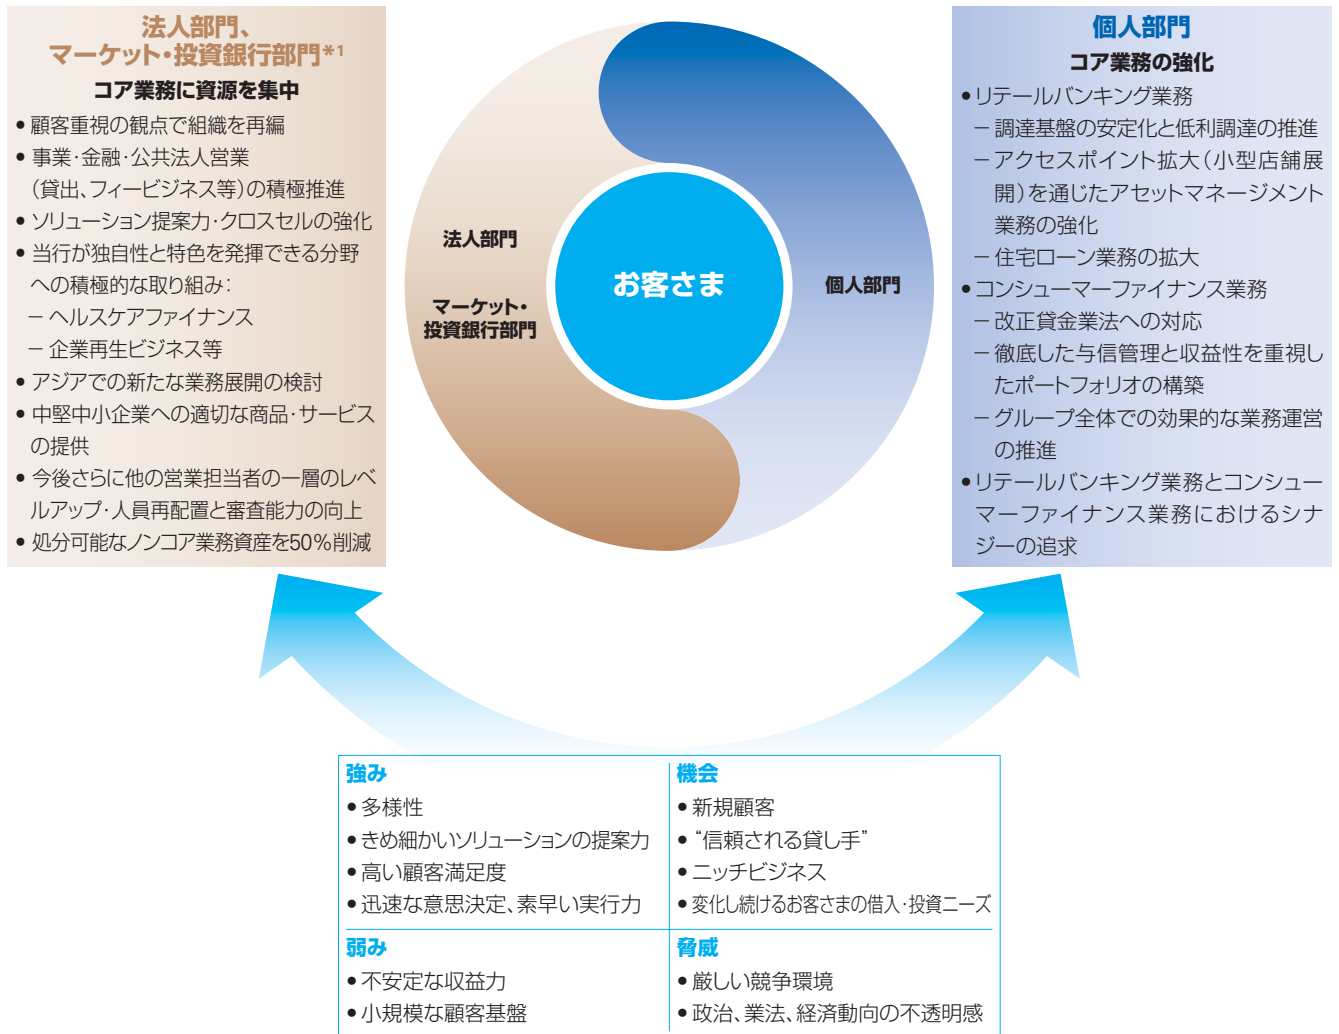 法人部門、
マーケット・投資銀行部門*1
コア業務に資源を集中
● 顧客重視の観点で組織を再編
● 事業・金融・公共法人営業
(貸出、フィービジネス等)の積極推進
● ソリューション提案力・クロスセルの強化
● 当行が独自性と特色を発揮できる分野
への積極的な取り組み:
− ヘルスケアファイナンス
− 企業再生ビジネス等
● アジアでの新たな業務展開の検討
● 中堅中小企業への適切な商品・サービス
の提供
● 今後さらに他の営業担当者の一層のレベ
ルアップ・人員再配置と審査能力の向上
● 処分可能なノンコア業務資産を50%削減
法人部門
マーケット・
投資銀行部門
お客さま
個人部門
個人部門
コア業務の強化
● リテールバンキング業務
− 調達基盤の安定化と低利調達の推進
− アクセスポイント拡大(小型店舗展
開)を通じたアセットマネージメント
業務の強化
− 住宅ローン業務の拡大
● コンシューマーファイナンス業務
− 改正貸金業法への対応
− 徹底した与信管理と収益性を重視し
たポートフォリオの構築
− グループ全体での効果的な業務運営
の推進
● リテールバンキング業務とコンシュー
マーファイナンス業務におけるシナ
ジーの追求
強み
● 多様性
● きめ細かいソリューションの提案力
● 高い顧客満足度
● 迅速な意思決定、素早い実行力
機会
● 新規顧客
● “信頼される貸し手”
● ニッチビジネス
● 変化し続けるお客さまの借入・投資ニーズ
弱み
● 不安定な収益力
● 小規模な顧客基盤
脅威
● 厳しい競争環境
● 政治、業法、経済動向の不透明感